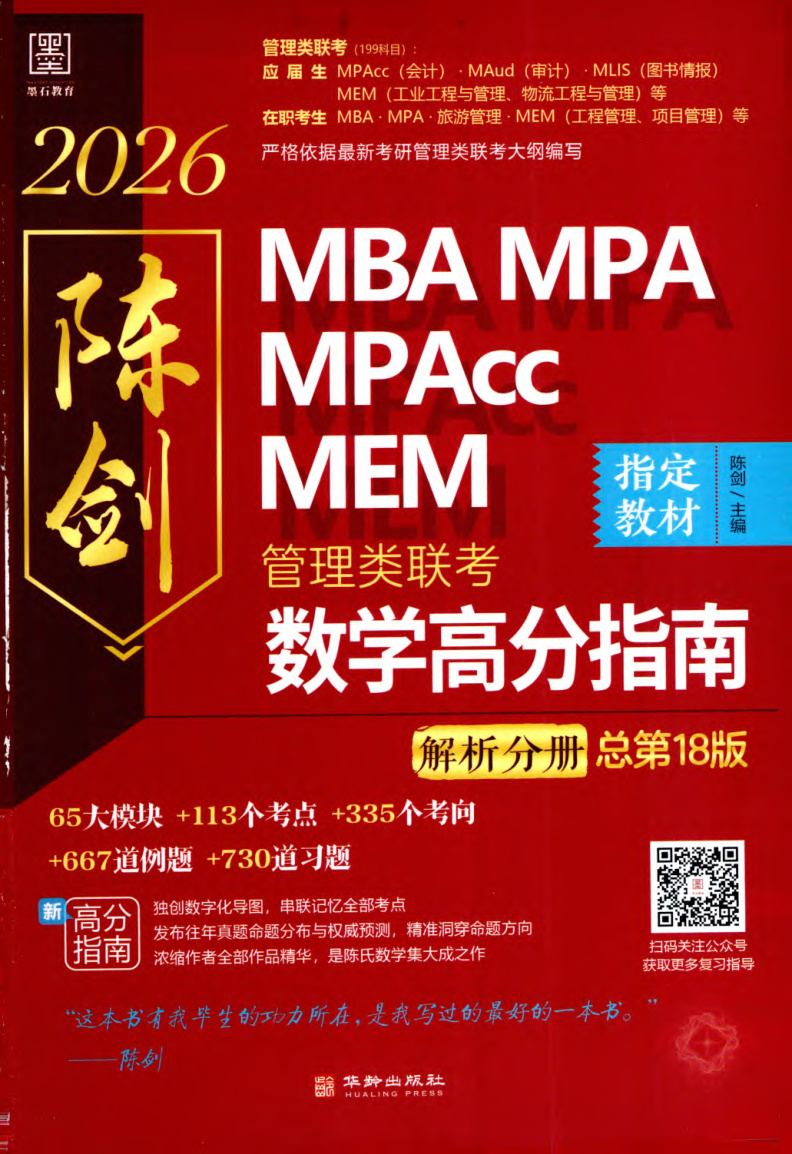 墨
墨石教育
管理类联考（199科目）：
应届生 MPAcc（会计）·MAud（审计）·MLIS（图书情报）
MEM（工业工程与管理、物流工程与管理）等
在职考生 MBA·MPA·旅游管理·MEM（工程管理、项目管理）等
严格依据最新考研管理类联考大纲编写
2026
陈剑
MBA MPA
MPAcc
MEM
指定
教材
陈剑/主编
管理类联考
数学高分指南
解析分册 总第18版
65大模块 +113个考点 +335个考向
+667道例题 +730道习题
新
高分
指南
独创数字化导图，串联记忆全部考点
发布往年真题命题分布与权威预测，精准洞穿命题方向
浓缩作者全部作品精华，是陈氏数学集大成之作
扫码关注公众号
获取更多复习指导
“这本书有我毕生的功力所在，是我写过的最好的一本书。”
——陈剑
华龄出版社
HUALING PRESS